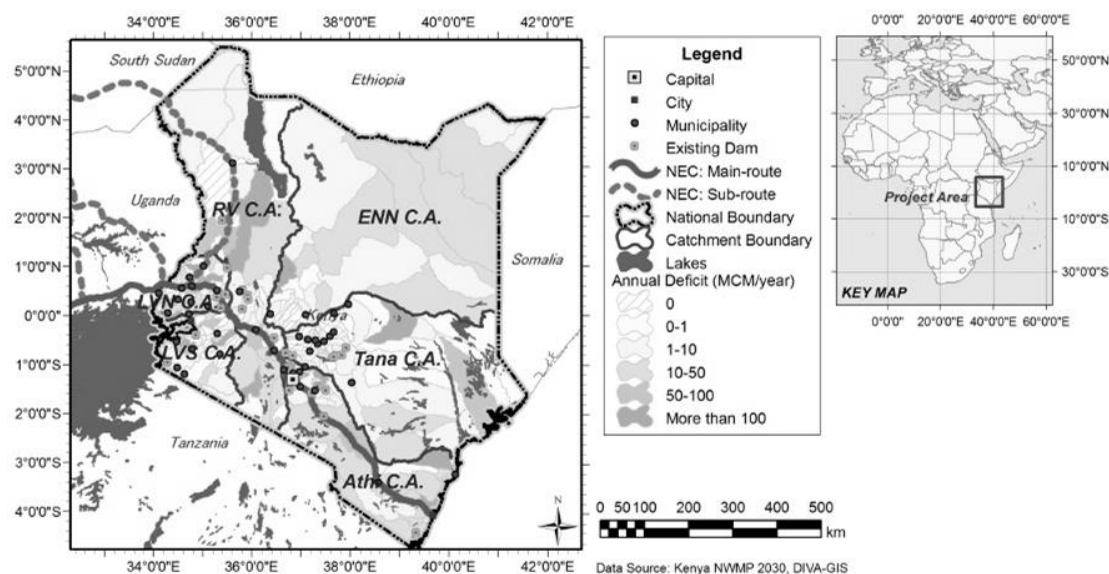 34°0'0"E 36°0'0"E 38°0'0"E 40°0'0"E 42°0'0"E
5°0'0"N
4°0'0"N
3°0'0"N
2°0'0"N
1°0'0"N
0°0'0"
1°0'0"S
2°0'0"S
3°0'0"S
4°0'0"S
South Sudan
Ethiopia
Uganda
RV C.A.
ENN C.A.
Somalia
LVN C.A.
Kenya
LVS C.A.
Tana C.A.
Tanzania
Athi C.A.
N
34°0'0"E 36°0'0"E 38°0'0"E 40°0'0"E 42°0'0"E
Legend
Capital
City
Municipality
Existing Dam
NEC: Main-route
NEC: Sub-route
National Boundary
Catchment Boundary
Lakes
Annual Deficit (MCM/year)
0
0-1
1-10
10-50
50-100
More than 100
0 50100 200 300 400 500
km
Data Source: Kenya NWMP 2030, DIVA-GIS
0°0'0" 20°0'0"E 40°0'0"E 60°0'0"E
50°0'0"N
30°0'0"N
10°0'0"N
10°0'0"S
30°0'0"S
Project Area
KEY MAP
0°0'0" 20°0'0"E 40°0'0"E 60°0'0"E